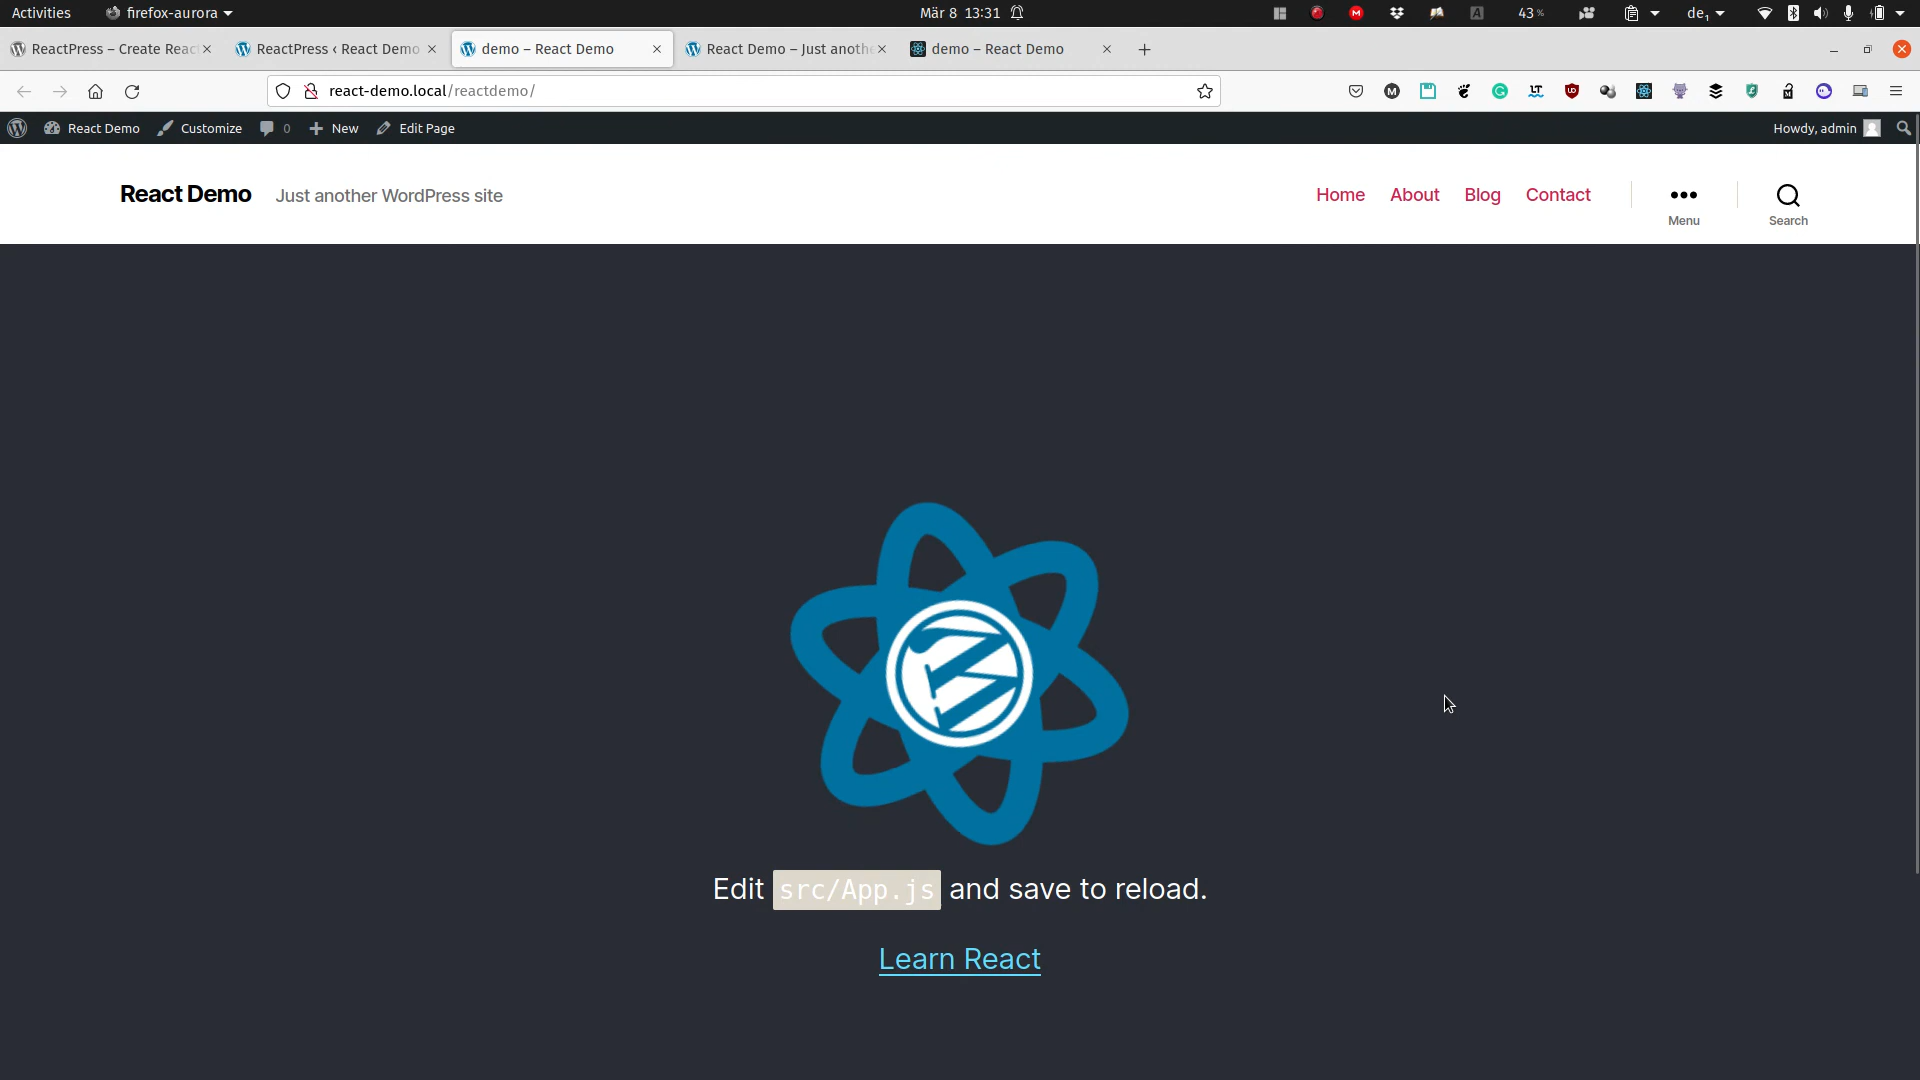 Activities firefox-aurora Mär 8 13:31 43% de₁
ReactPress – Create Reac ReactPress ‹ React Demo demo – React Demo React Demo – Just anothe demo – React Demo
react-demo.local/reactdemo/
React Demo Customize 0 New Edit Page Howdy, admin
React Demo Just another WordPress site Home About Blog Contact Menu Search
Edit src/App.js and save to reload.
Learn React